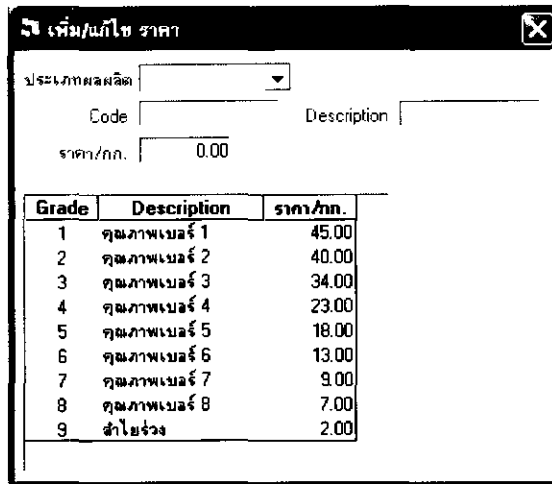 เพิ่ม/แก้ไข ราคา
ประเภทผลผลิต
Code Description
ราคา/กก. 0.00
Grade Description ราคา/กก.
1 คุณภาพเบอร์ 1 45.00
2 คุณภาพเบอร์ 2 40.00
3 คุณภาพเบอร์ 3 34.00
4 คุณภาพเบอร์ 4 23.00
5 คุณภาพเบอร์ 5 18.00
6 คุณภาพเบอร์ 6 13.00
7 คุณภาพเบอร์ 7 9.00
8 คุณภาพเบอร์ 8 7.00
9 ลำไยร่วง 2.00